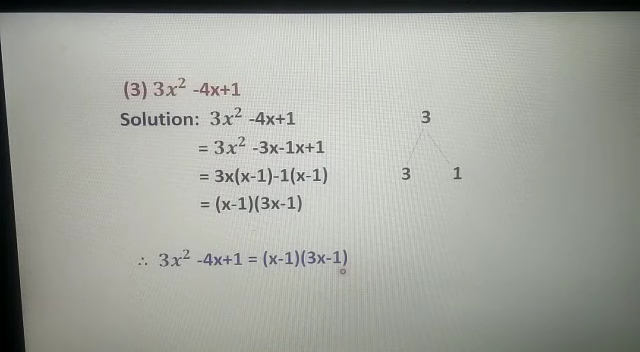 (3) 3x² -4x+1
Solution: 3x² -4x+1
= 3x² -3x-1x+1
= 3x(x-1)-1(x-1)
= (x-1)(3x-1)
∴ 3x² -4x+1 = (x-1)(3x-1)
3
3 1